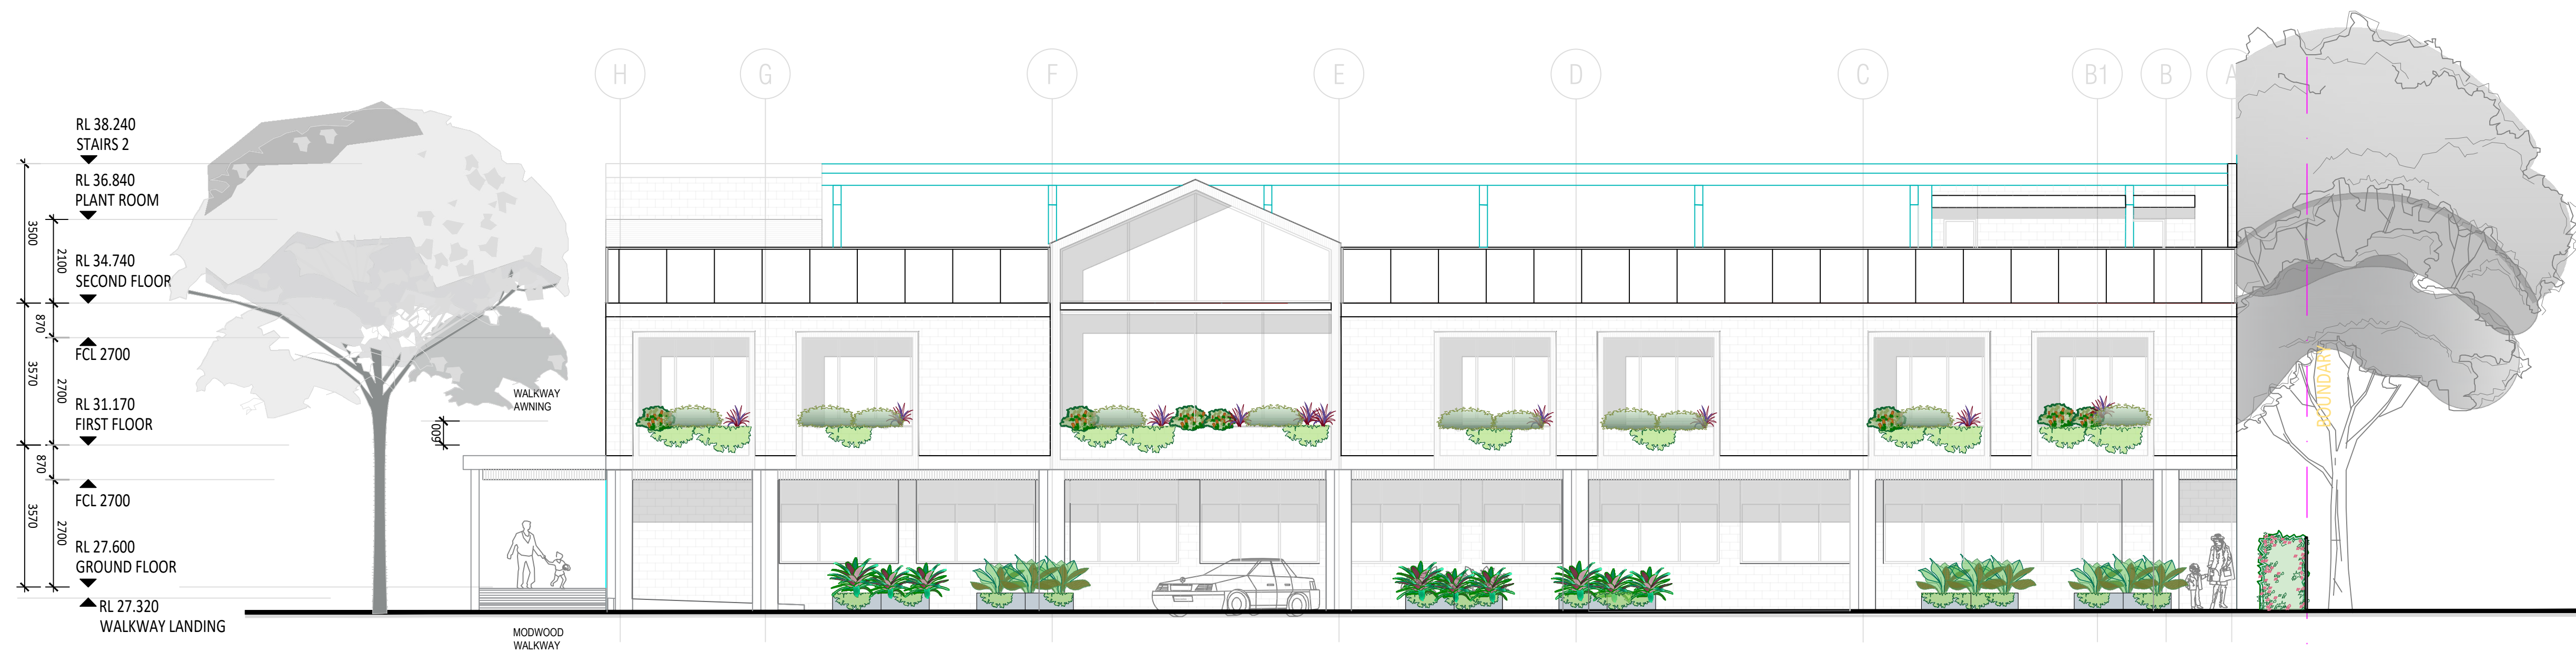 H
G
F
E
D
C
B1
B
A
RL 38.240
STAIRS 2
RL 36.840
PLANT ROOM
3500
2100
RL 34.740
SECOND FLOOR
870
FCL 2700
3570
2700
RL 31.170
FIRST FLOOR
WALKWAY
AWNING
600
870
FCL 2700
3570
2700
RL 27.600
GROUND FLOOR
RL 27.320
WALKWAY LANDING
MODWOOD
WALKWAY
BOUNDARY